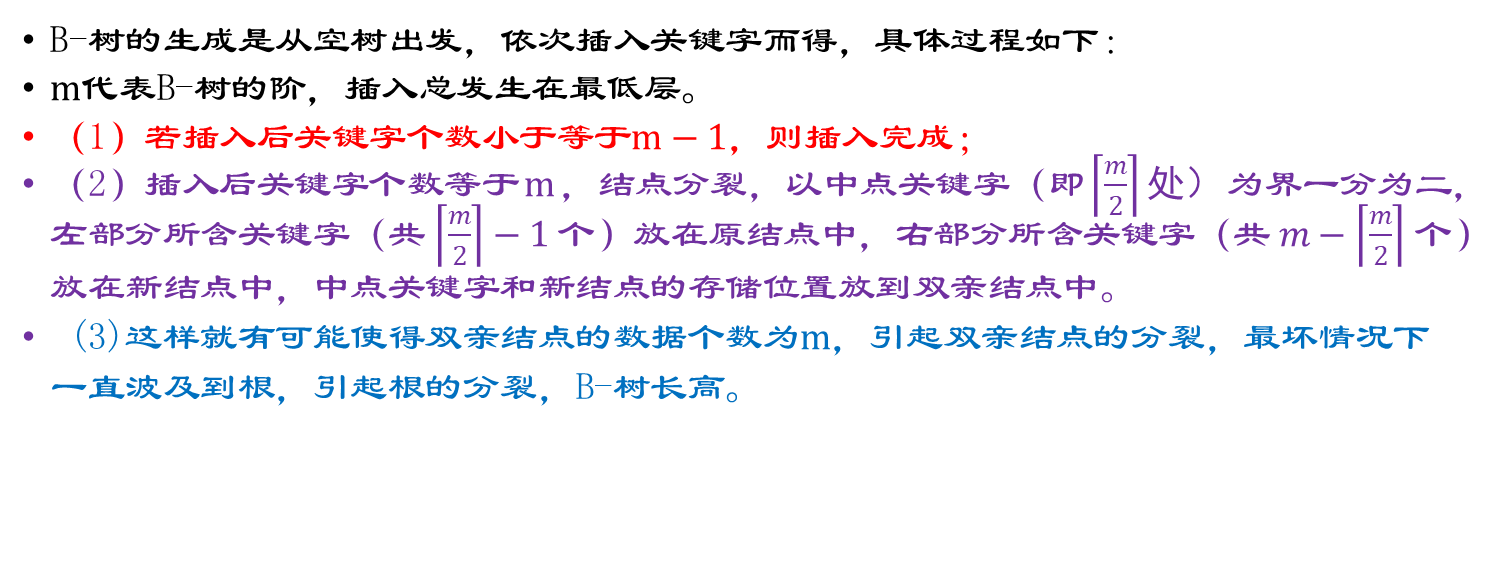 • B-树的生成是从空树出发，依次插入关键字而得，具体过程如下：
• m代表B-树的阶，插入总发生在最低层。
• （1）若插入后关键字个数小于等于m − 1，则插入完成；
• （2）插入后关键字个数等于 m ，结点分裂，以中点关键字（即⌈m/2⌉处）为界一分为二，
左部分所含关键字（共⌈m/2⌉ − 1个）放在原结点中，右部分所含关键字（共 m − ⌈m/2⌉ 个）
放在新结点中，中点关键字和新结点的存储位置放到双亲结点中。
• (3)这样就有可能使得双亲结点的数据个数为m，引起双亲结点的分裂，最坏情况下
一直波及到根，引起根的分裂，B-树长高。